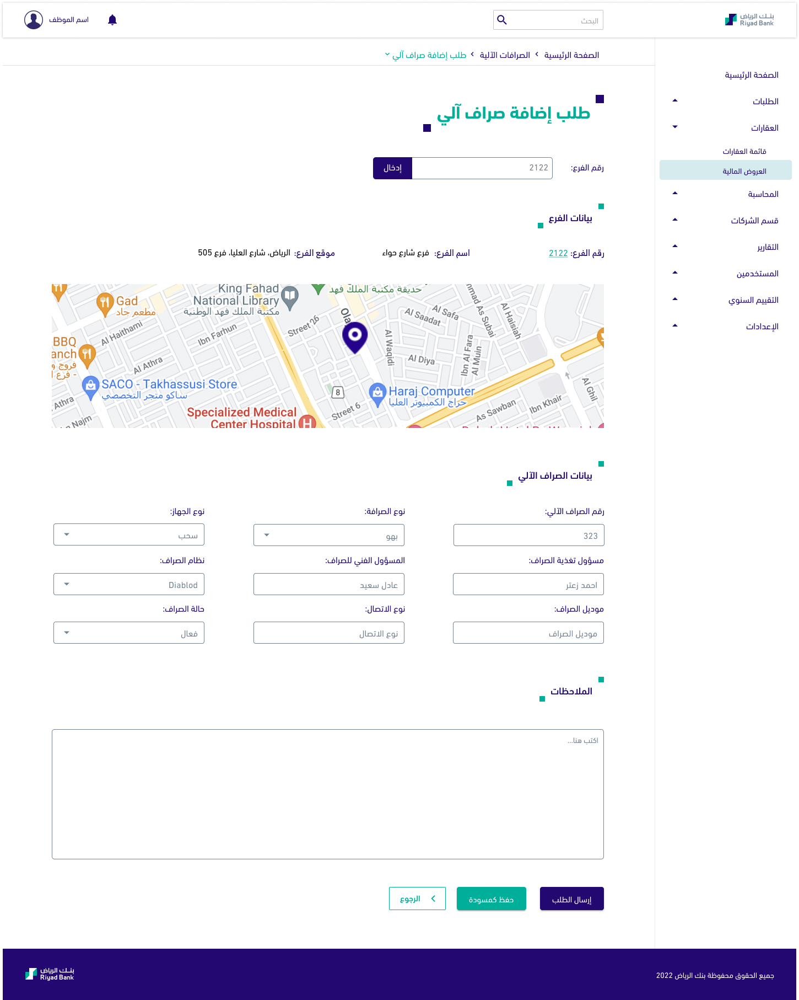 بنك الرياض
Riyad Bank
البحث
اسم الموظف
الصفحة الرئيسية
الطلبات
العقارات
قائمة العقارات
العروض المالية
المحاسبة
قسم الشركات
التقارير
المستخدمين
التقييم السنوي
الإعدادات
الصفحة الرئيسية › الصرافات الآلية › طلب إضافة صراف آلي
طلب إضافة صراف آلي
رقم الفرع: 2122 إدخال
بيانات الفرع
رقم الفرع: 2122 اسم الفرع: فرع شارع حواء موقع الفرع: الرياض، شارع العليا، فرع 505
King Fahad
National Library
مكتبة الملك فهد الوطنية
حديقة مكتبة الملك فهد
Gad
مطعم جاد
Al Haithami
Ibn Farhun
Street 26
Ola
Al Saadat
Al Safa
mmad As Subai
Al Haisiah
BBQ
anch
فروج و
- فرع ا
Al Athra
Al Waqidi
Al Diya
Ibn Al Fara
Al Muin
SACO - Takhassusi Store
ساكو متجر التخصصي
Athra
n Najm
8
Haraj Computer
حراج الكمبيوتر العليا
Street 6
As Sawban
Ibn Khair
Al Ghil
Specialized Medical
Center Hospital
H
بيانات الصراف الآلي
رقم الصراف الآلي: نوع الصرافة: نوع الجهاز:
323 بهو سحب
مسؤول تغذية الصراف: المسؤول الفني للصراف: نظام الصراف:
احمد زعتر عادل سعيد Diablod
موديل الصراف: نوع الاتصال: حالة الصراف:
موديل الصراف نوع الاتصال فعال
الملاحظات
اكتب هنا...
إرسال الطلب حفظ كمسودة الرجوع
جميع الحقوق محفوظة بنك الرياض 2022
بنك الرياض
Riyad Bank